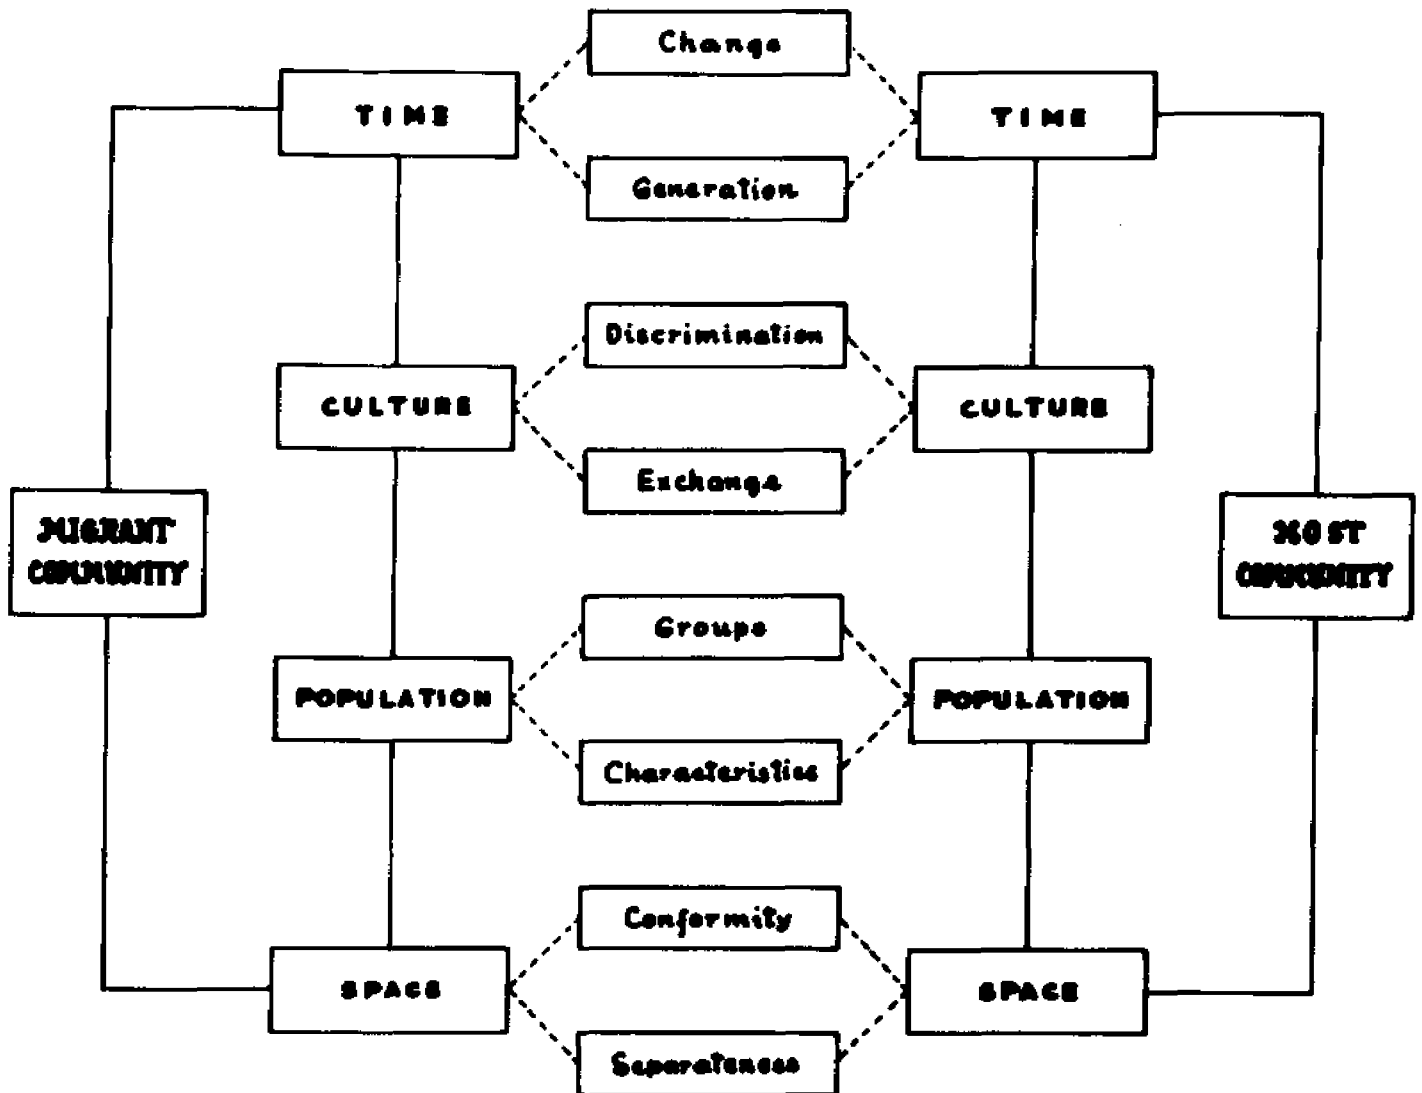 Change
TIME
TIME
Generation
Discrimination
CULTURE
CULTURE
Exchange
MIGRANT
COMMUNITY
HOST
COMMUNITY
Groups
POPULATION
POPULATION
Characteristics
Conformity
SPACE
SPACE
Separateness